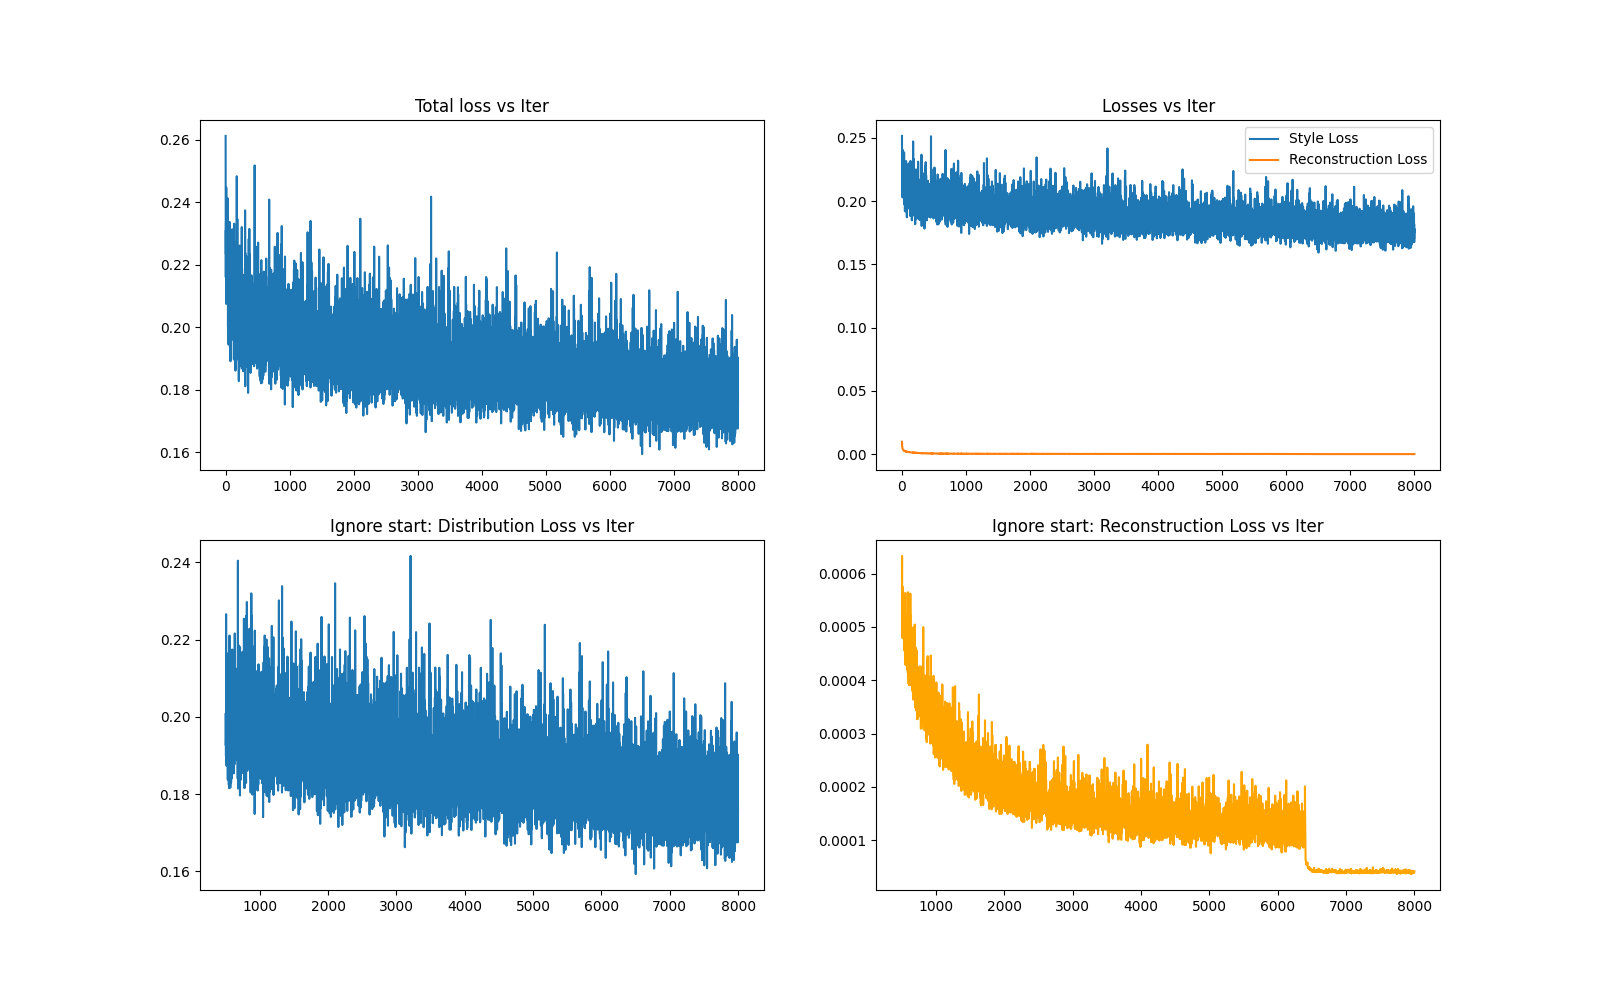 Total loss vs Iter
0.26
0.24
0.22
0.20
0.18
0.16
0 1000 2000 3000 4000 5000 6000 7000 8000
Losses vs Iter
Style Loss
Reconstruction Loss
0.25
0.20
0.15
0.10
0.05
0.00
0 1000 2000 3000 4000 5000 6000 7000 8000
Ignore start: Distribution Loss vs Iter
0.24
0.22
0.20
0.18
0.16
1000 2000 3000 4000 5000 6000 7000 8000
Ignore start: Reconstruction Loss vs Iter
0.0006
0.0005
0.0004
0.0003
0.0002
0.0001
1000 2000 3000 4000 5000 6000 7000 8000